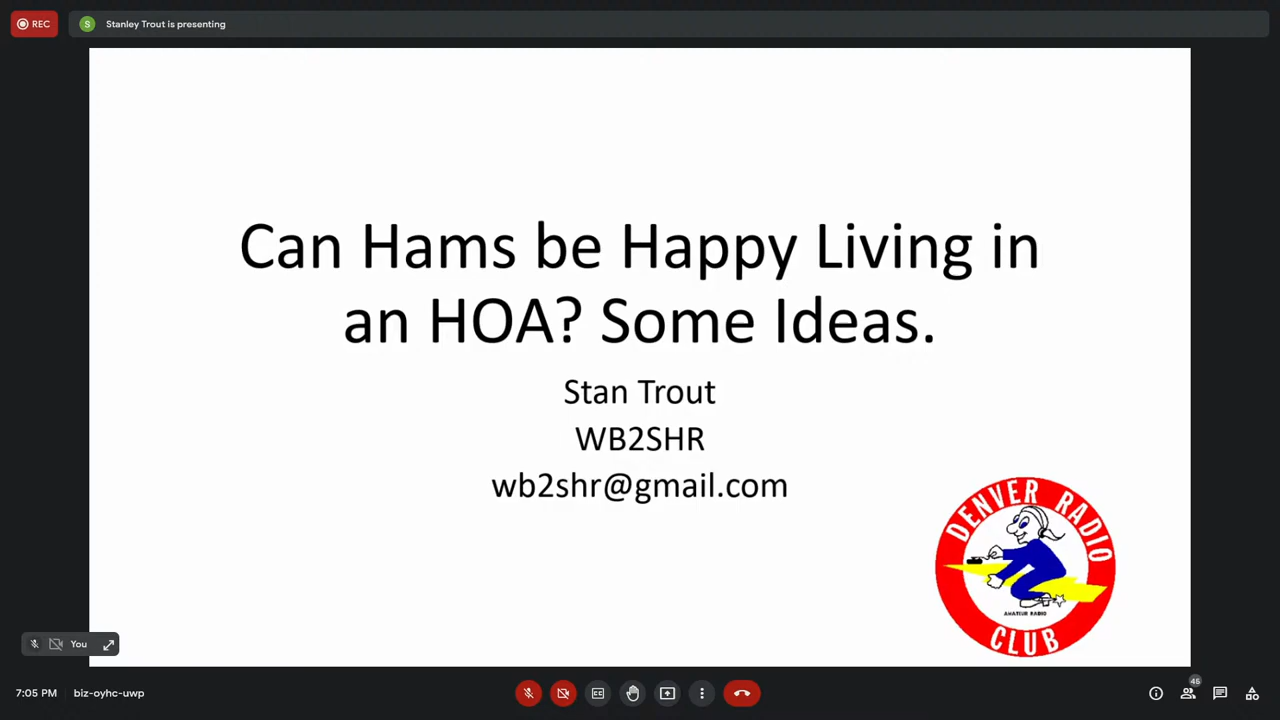 REC
S
Stanley Trout is presenting
Can Hams be Happy Living in
an HOA? Some Ideas.
Stan Trout
WB2SHR
wb2shr@gmail.com
DENVER RADIO
AMATEUR RADIO
CLUB
You
7:05 PM
biz-oyhc-uwp
CC
45